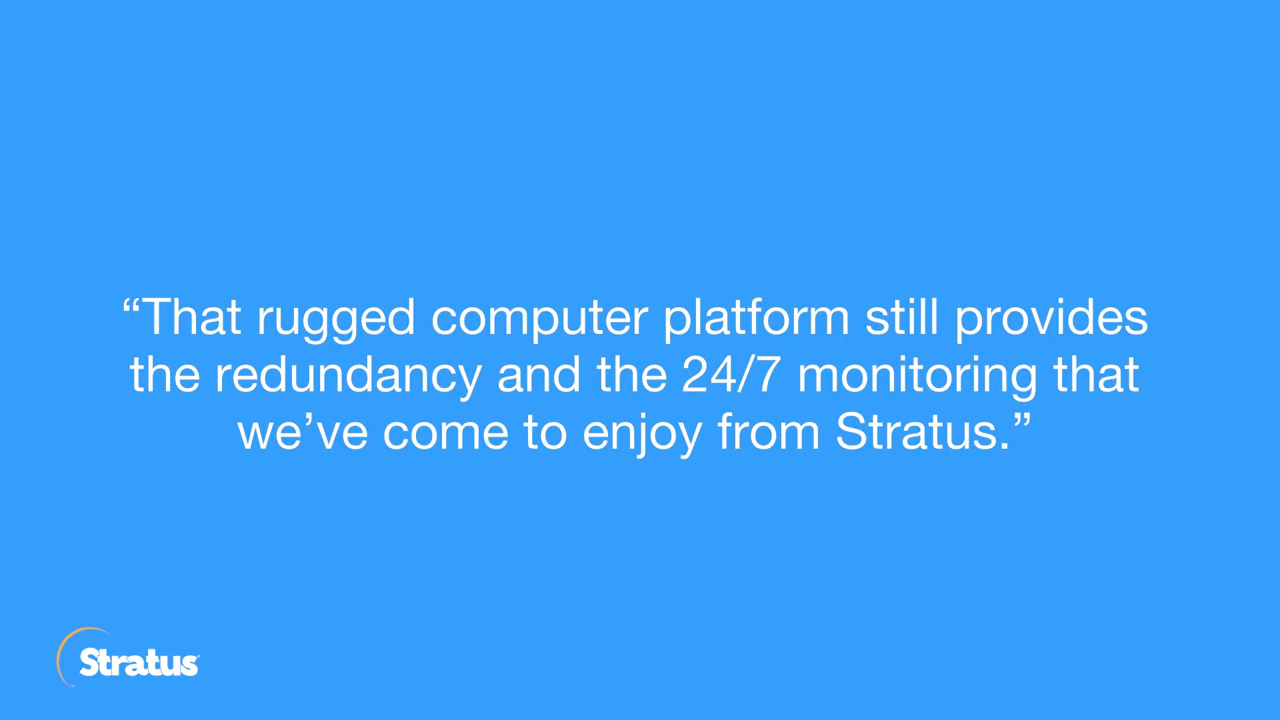 “That rugged computer platform still provides
the redundancy and the 24/7 monitoring that
we’ve come to enjoy from Stratus.”
Stratus